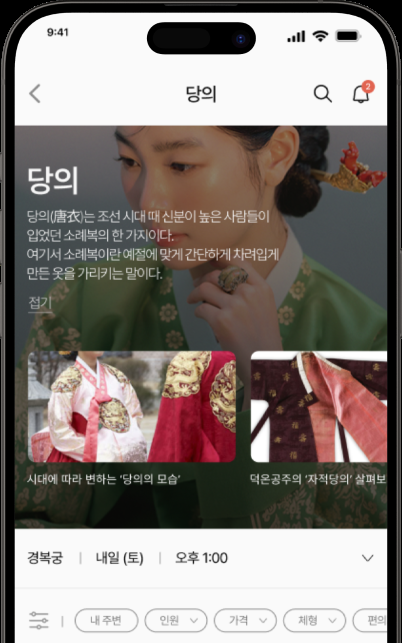 9:41
당의
2
당의
당의(唐衣)는 조선 시대 때 신분이 높은 사람들이
입었던 소례복의 한 가지이다.
여기서 소례복이란 예절에 맞게 간단하게 차려입게
만든 옷을 가리키는 말이다.
접기
시대에 따라 변하는 '당의의 모습'
덕온공주의 '자적당의' 살펴보
경복궁 | 내일 (토) | 오후 1:00
내 주변 인원 가격 체형 편의